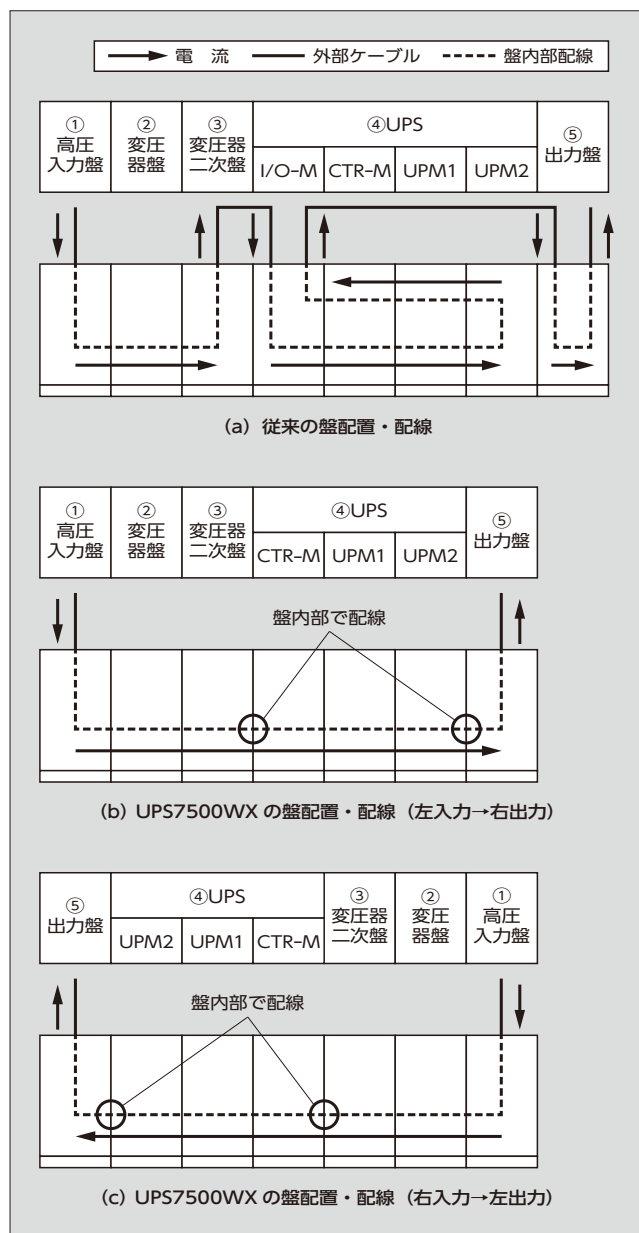 電　流　外部ケーブル　盤内部配線
①
高圧
入力盤
②
変圧
器盤
③
変圧器
二次盤
④UPS
I/O-M
CTR-M
UPM1
UPM2
⑤
出力盤
(a) 従来の盤配置・配線
①
高圧
入力盤
②
変圧
器盤
③
変圧器
二次盤
④UPS
CTR-M
UPM1
UPM2
⑤
出力盤
盤内部で配線
(b) UPS7500WX の盤配置・配線（左入力→右出力）
⑤
出力盤
④UPS
UPM2
UPM1
CTR-M
③
変圧器
二次盤
②
変圧
器盤
①
高圧
入力盤
盤内部で配線
(c) UPS7500WX の盤配置・配線（右入力→左出力）